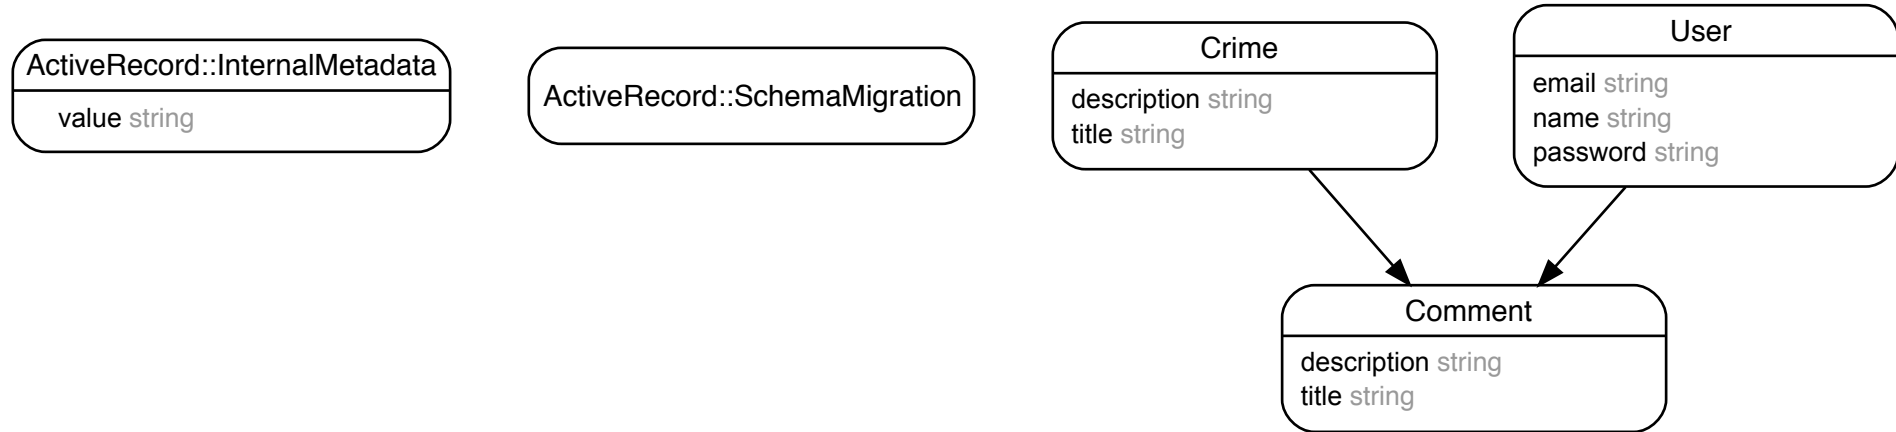 ActiveRecord::InternalMetadata
value string
ActiveRecord::SchemaMigration
Crime
description string
title string
User
email string
name string
password string
Comment
description string
title string